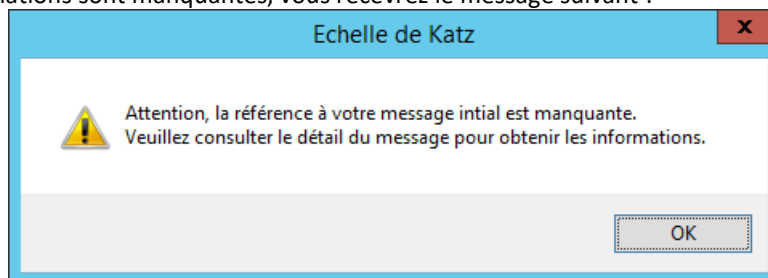 ations sont manquantes, vous recevrez le message suivant :
Echelle de Katz
x
Attention, la référence à votre message intial est manquante.
Veuillez consulter le détail du message pour obtenir les informations.
OK